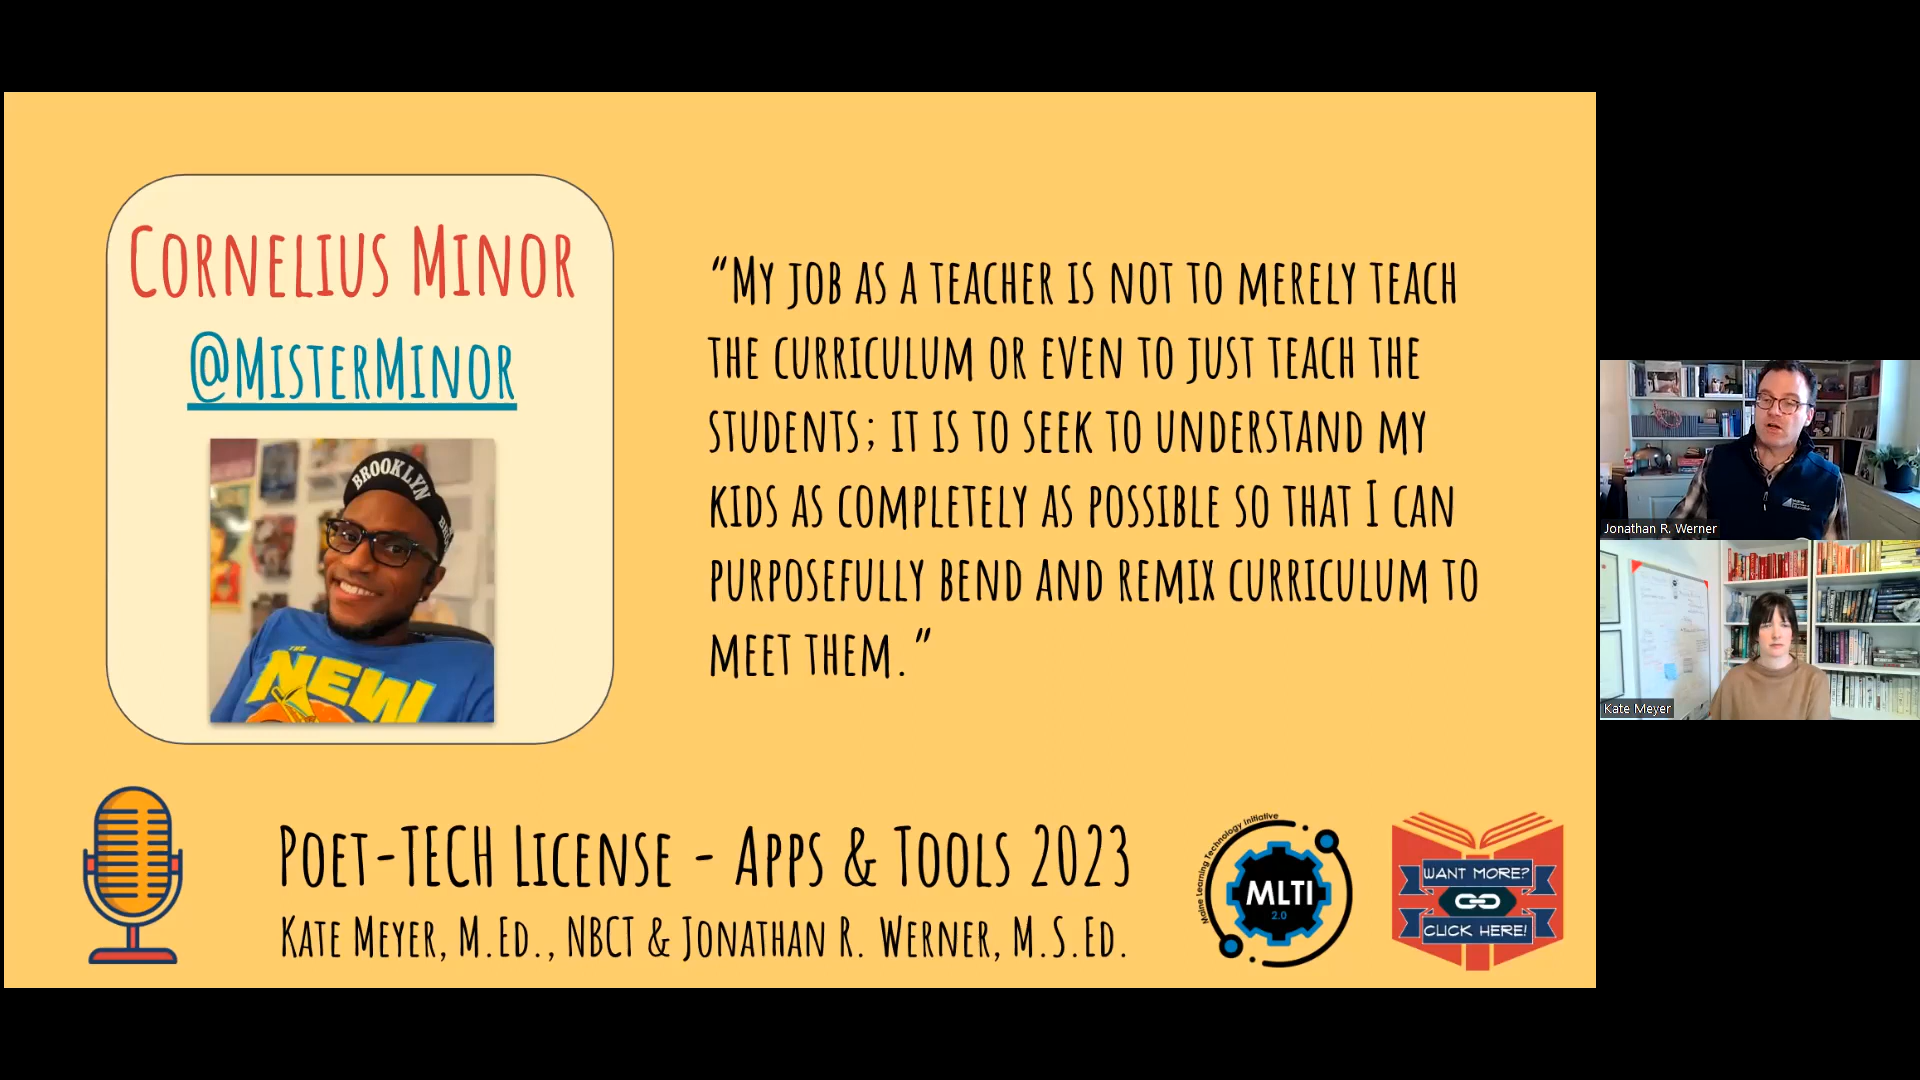 CORNELIUS MINOR
@MISTERMINOR
BROOKLYN
THE
NEW
“MY JOB AS A TEACHER IS NOT TO MERELY TEACH
THE CURRICULUM OR EVEN TO JUST TEACH THE
STUDENTS; IT IS TO SEEK TO UNDERSTAND MY
KIDS AS COMPLETELY AS POSSIBLE SO THAT I CAN
PURPOSEFULLY BEND AND REMIX CURRICULUM TO
MEET THEM.”
POET-TECH LICENSE - APPS & TOOLS 2023
KATE MEYER, M.ED., NBCT & JONATHAN R. WERNER, M.S.ED.
Maine Learning Technology Initiative
MLTI
2.0
WANT MORE?
CLICK HERE!
Jonathan R. Werner
Kate Meyer